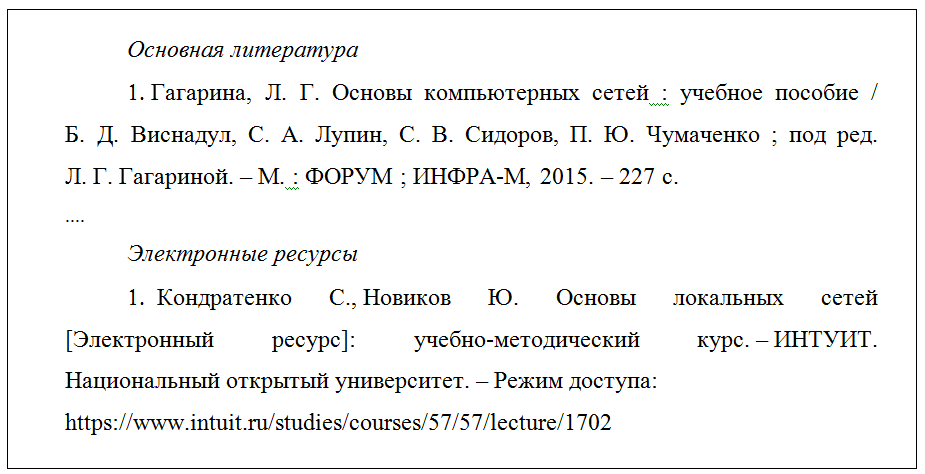 Основная литература
1. Гагарина, Л. Г. Основы компьютерных сетей : учебное пособие /
Б. Д. Виснадул, С. А. Лупин, С. В. Сидоров, П. Ю. Чумаченко ; под ред.
Л. Г. Гагариной. – М. : ФОРУМ ; ИНФРА-М, 2015. – 227 с.
....
Электронные ресурсы
1. Кондратенко С., Новиков Ю. Основы локальных сетей
[Электронный ресурс]: учебно-методический курс. – ИНТУИТ.
Национальный открытый университет. – Режим доступа:
https://www.intuit.ru/studies/courses/57/57/lecture/1702